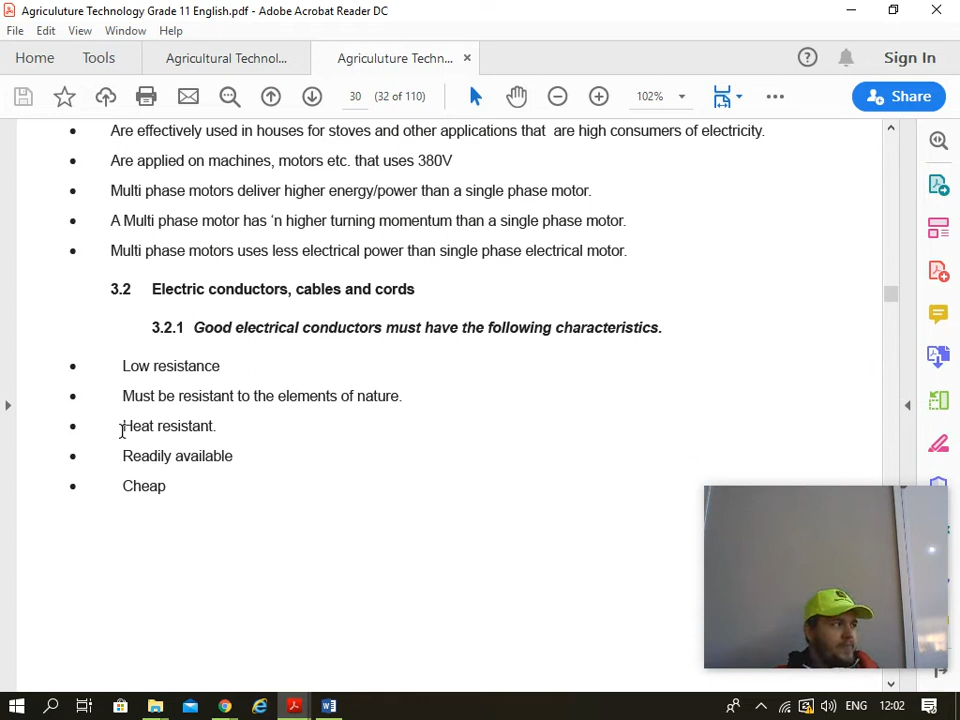 Agriculuture Technology Grade 11 English.pdf - Adobe Acrobat Reader DC
File Edit View Window Help
Home Tools Agricultural Technol... Agriculuture Techn... × Sign In
30 (32 of 110) 102% Share
• Are effectively used in houses for stoves and other applications that are high consumers of electricity.
• Are applied on machines, motors etc. that uses 380V
• Multi phase motors deliver higher energy/power than a single phase motor.
• A Multi phase motor has ‘n higher turning momentum than a single phase motor.
• Multi phase motors uses less electrical power than single phase electrical motor.
3.2 Electric conductors, cables and cords
3.2.1 Good electrical conductors must have the following characteristics.
• Low resistance
• Must be resistant to the elements of nature.
• Heat resistant.
• Readily available
• Cheap
ENG 12:02